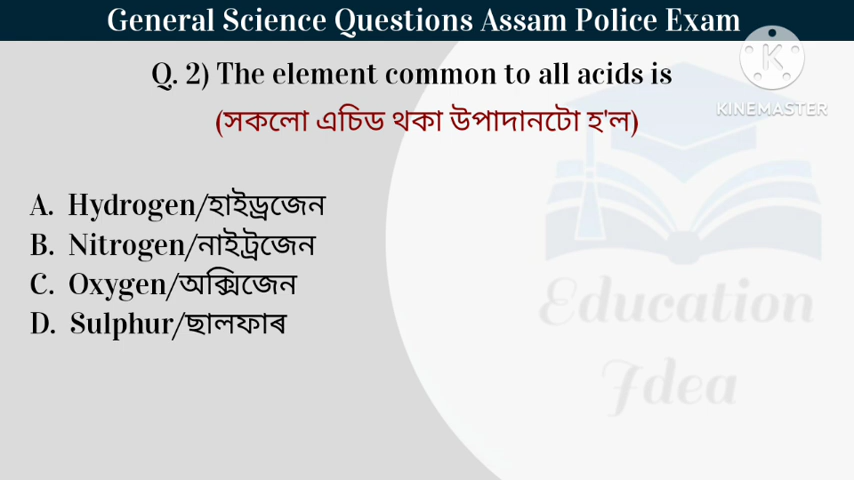 General Science Questions Assam Police Exam
KINEMASTER
Q. 2) The element common to all acids is
(সকলো এচিড থকা উপাদানটো হ'ল)
A. Hydrogen/হাইড্ৰজেন
B. Nitrogen/নাইট্ৰজেন
C. Oxygen/অক্সিজেন
D. Sulphur/ছালফাৰ
Education
Idea